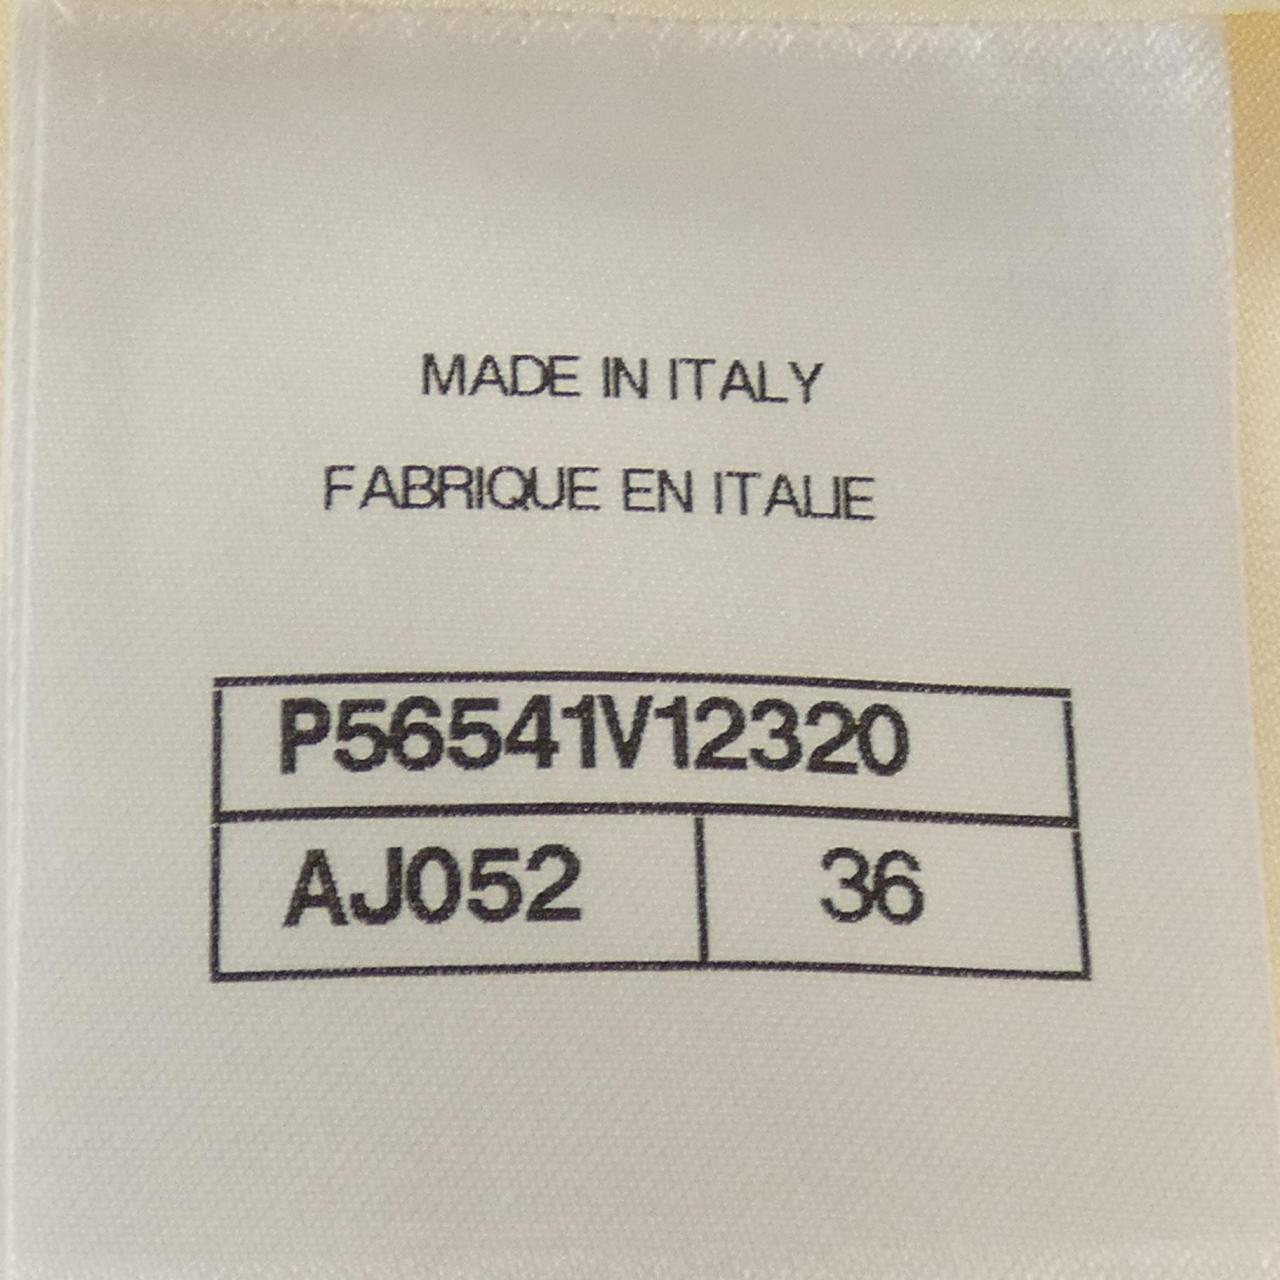 MADE IN ITALY
FABRIQUE EN ITALIE
P56541V12320
AJ052 36